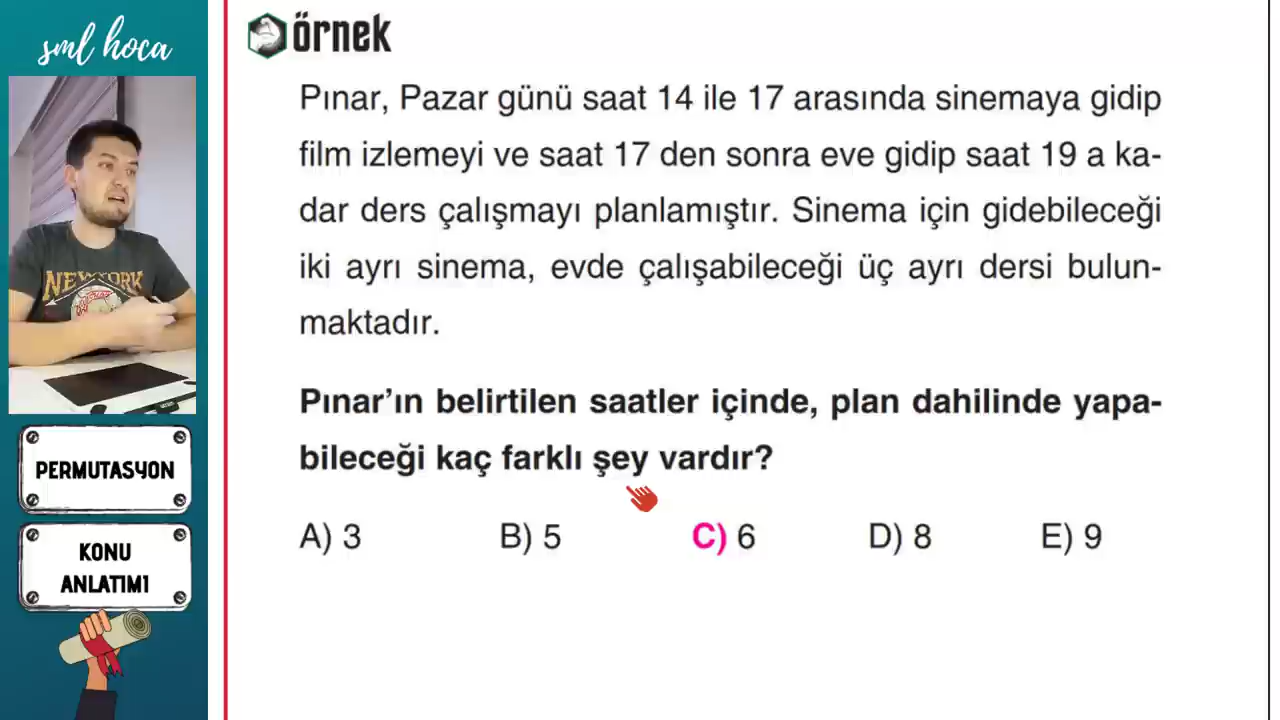 sml hoca
örnek
Pınar, Pazar günü saat 14 ile 17 arasında sinemaya gidip
film izlemeyi ve saat 17 den sonra eve gidip saat 19 a ka-
dar ders çalışmayı planlamıştır. Sinema için gidebileceği
iki ayrı sinema, evde çalışabileceği üç ayrı dersi bulun-
maktadır.
Pınar’ın belirtilen saatler içinde, plan dahilinde yapa-
bileceği kaç farklı şey vardır?
A) 3 B) 5 C) 6 D) 8 E) 9
NEW YORK
PERMUTASYON
KONU
ANLATIMI